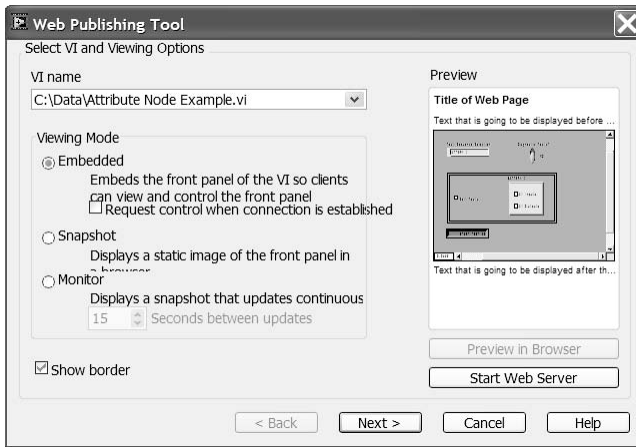 Web Publishing Tool
Select VI and Viewing Options
VI name
C:\Data\Attribute Node Example.vi
Viewing Mode
Embedded
Embeds the front panel of the VI so clients
can view and control the front panel
Request control when connection is established
Snapshot
Displays a static image of the front panel in
a browser
Monitor
Displays a snapshot that updates continuous
15 Seconds between updates
Show border
Preview
Title of Web Page
Text that is going to be displayed before ...
Text that is going to be displayed after th...
Preview in Browser
Start Web Server
< Back
Next >
Cancel
Help